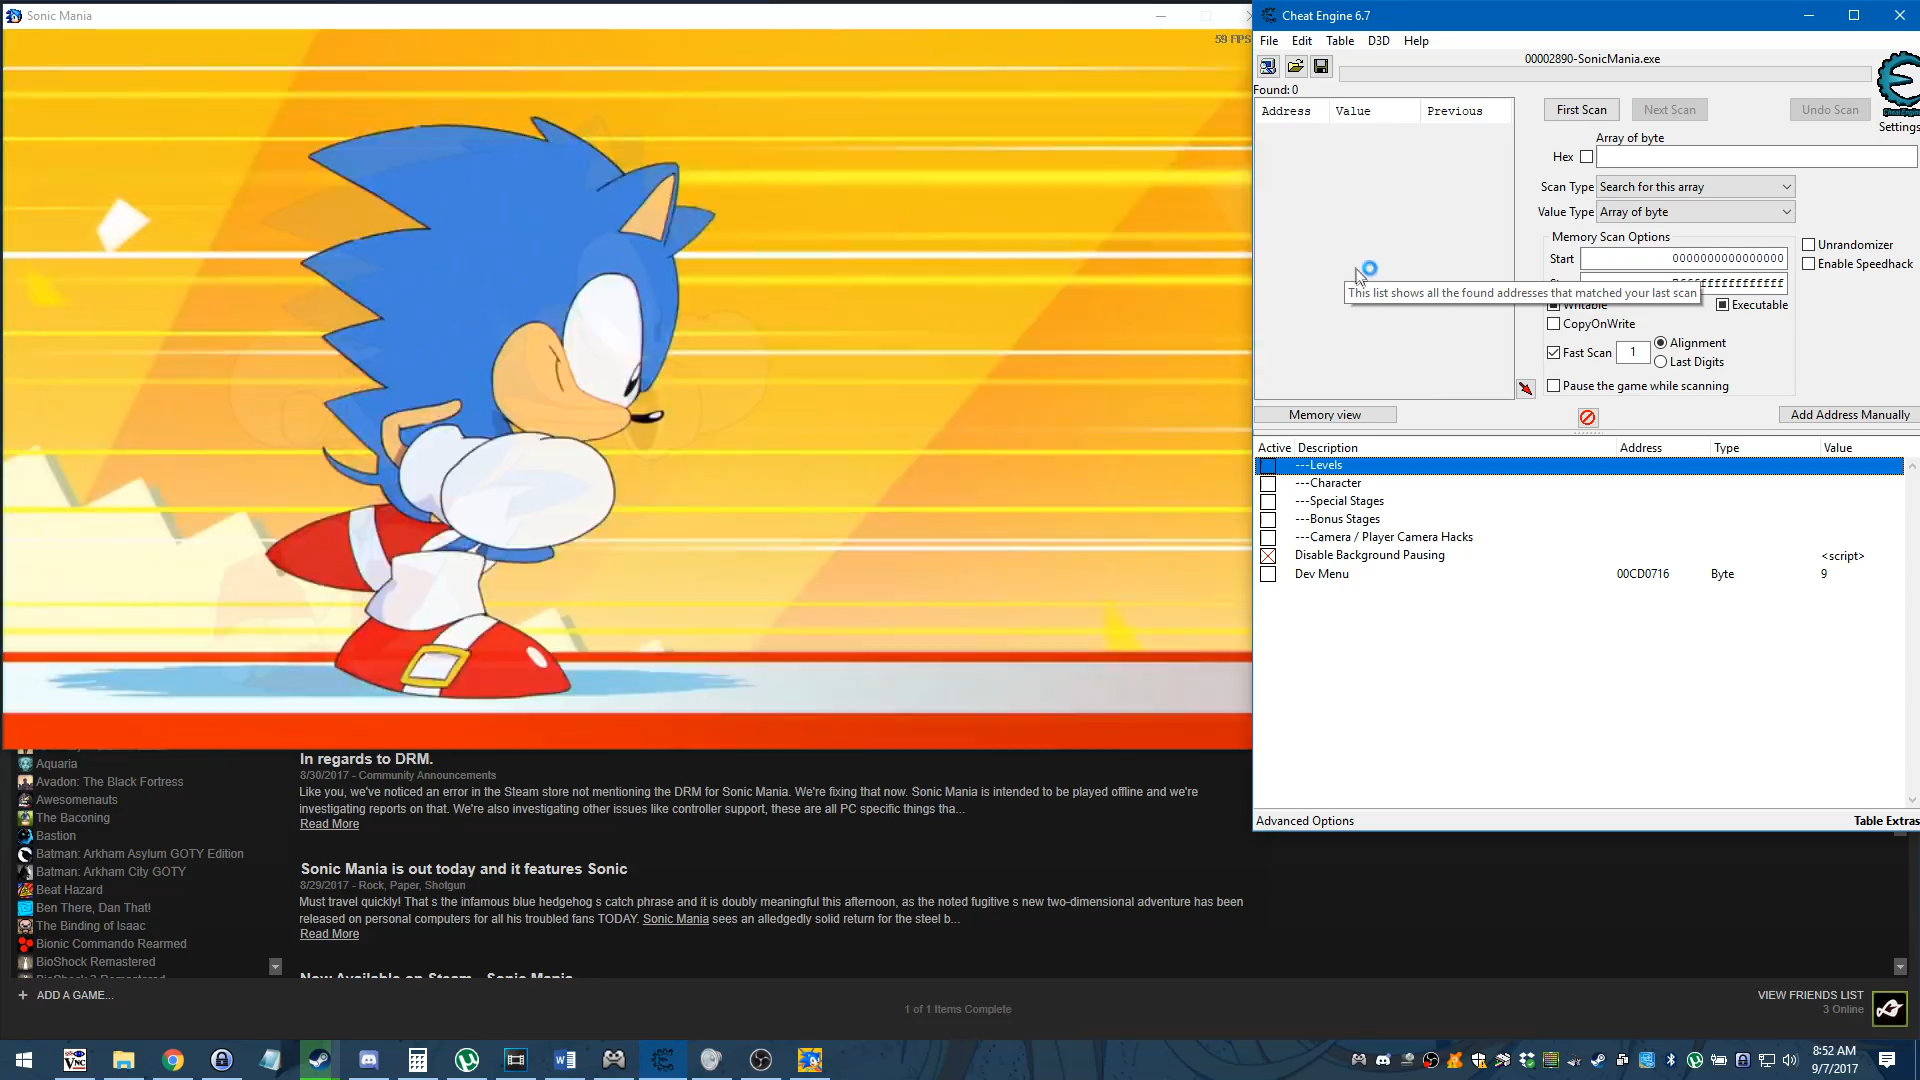 Sonic Mania
59 FPS
Cheat Engine 6.7
File Edit Table D3D Help
00002890-SonicMania.exe
Found: 0
Address Value Previous
First Scan Next Scan Undo Scan
Settings
Array of byte
Hex
Scan Type Search for this array
Value Type Array of byte
Memory Scan Options
Start 0000000000000000
Unrandomizer
Enable Speedhack
This list shows all the found addresses that matched your last scan
Writable Executable
CopyOnWrite
Fast Scan 1 Alignment
Last Digits
Pause the game while scanning
Memory view Add Address Manually
Active Description Address Type Value
---Levels
---Character
---Special Stages
---Bonus Stages
---Camera / Player Camera Hacks
Disable Background Pausing <script>
Dev Menu 00CD0716 Byte 9
Advanced Options Table Extras
Aquaria
Avadon: The Black Fortress
Awesomenauts
The Baconing
Bastion
Batman: Arkham Asylum GOTY Edition
Batman: Arkham City GOTY
Beat Hazard
Ben There, Dan That!
The Binding of Isaac
Bionic Commando Rearmed
BioShock Remastered
BioShock 2 Remastered
In regards to DRM.
8/30/2017 - Community Announcements
Like you, we've noticed an error in the Steam store not mentioning the DRM for Sonic Mania. We're fixing that now. Sonic Mania is intended to be played offline and we're
investigating reports on that. We're also investigating other issues like controller support, these are all PC specific things tha...
Read More
Sonic Mania is out today and it features Sonic
8/29/2017 - Rock, Paper, Shotgun
Must travel quickly! That s the infamous blue hedgehog s catch phrase and it is doubly meaningful this afternoon, as the noted fugitive s new two-dimensional adventure has been
released on personal computers for all his troubled fans TODAY. Sonic Mania sees an alledgedly solid return for the steel b...
Read More
Now Available on Steam - Sonic Mania
+ ADD A GAME...
1 of 1 Items Complete
VIEW FRIENDS LIST
3 Online
8:52 AM
9/7/2017